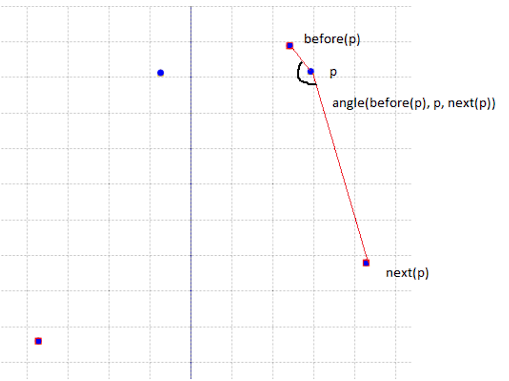 before(p)
p
angle(before(p), p, next(p))
next(p)